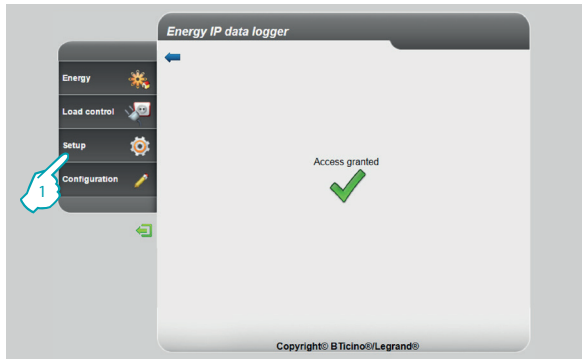 Energy IP data logger
Energy
Load control
Setup
Configuration
1
Access granted
Copyright© BTicino®/Legrand®